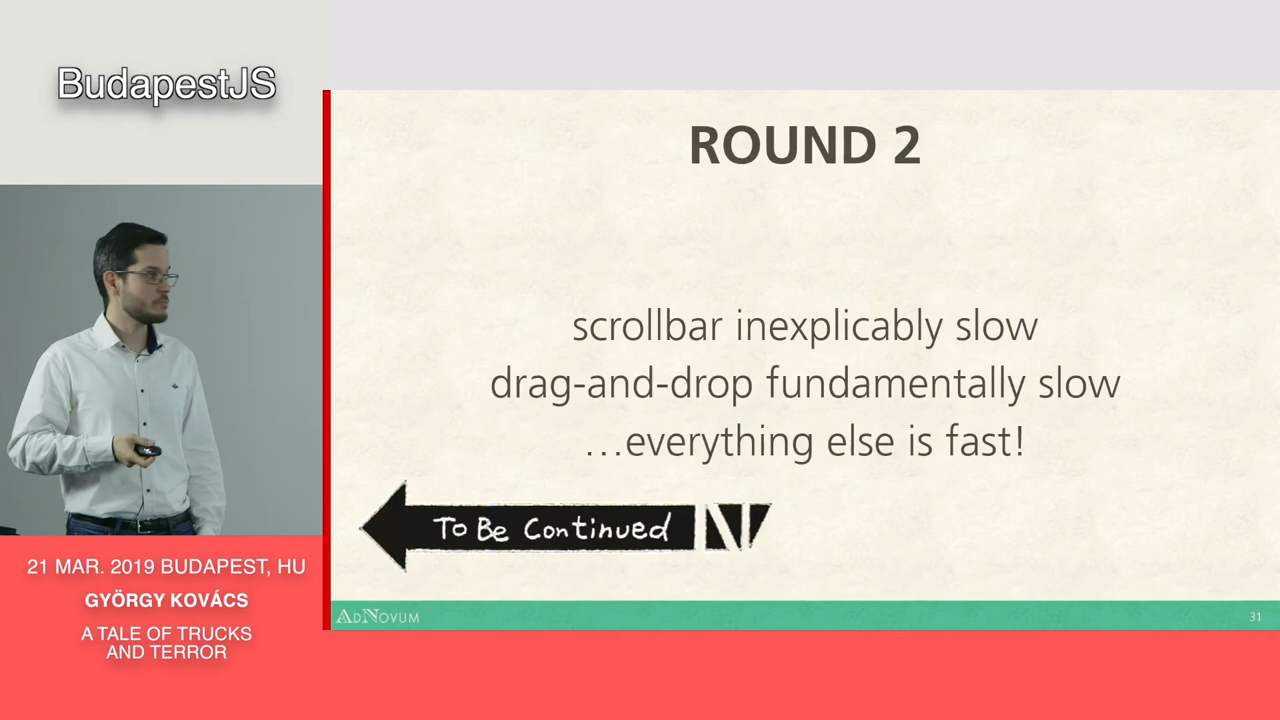 BudapestJS
ROUND 2
scrollbar inexplicably slow
drag-and-drop fundamentally slow
...everything else is fast!
To Be Continued
ADNOVUM
31
21 MAR. 2019 BUDAPEST, HU
GYÖRGY KOVÁCS
A TALE OF TRUCKS
AND TERROR